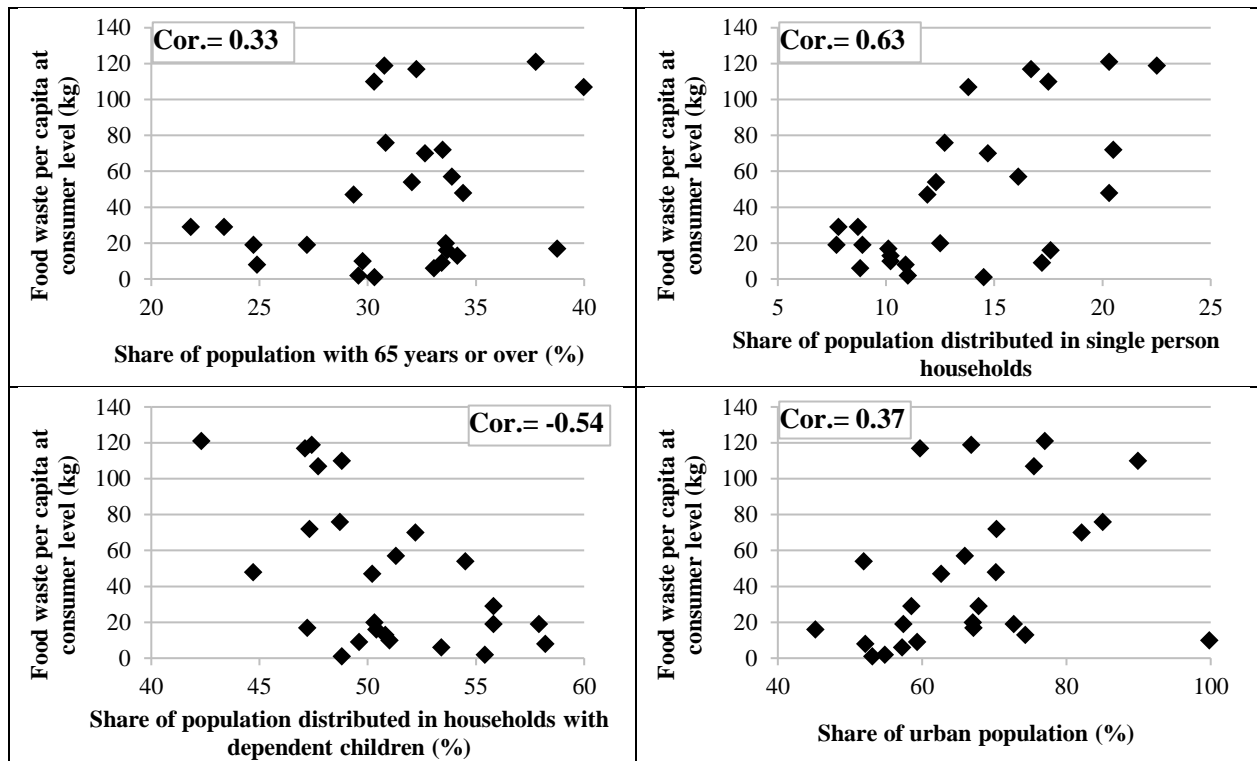 Cor.= 0.33
Food waste per capita at
consumer level (kg)
140
120
100
80
60
40
20
0
20 25 30 35 40
Share of population with 65 years or over (%)
Cor.= 0.63
Food waste per capita at
consumer level (kg)
140
120
100
80
60
40
20
0
5 10 15 20 25
Share of population distributed in single person
households
Cor.= -0.54
Food waste per capita at
consumer level (kg)
140
120
100
80
60
40
20
0
40 45 50 55 60
Share of population distributed in households with
dependent children (%)
Cor.= 0.37
Food waste per capita at
consumer level (kg)
140
120
100
80
60
40
20
0
40 60 80 100
Share of urban population (%)